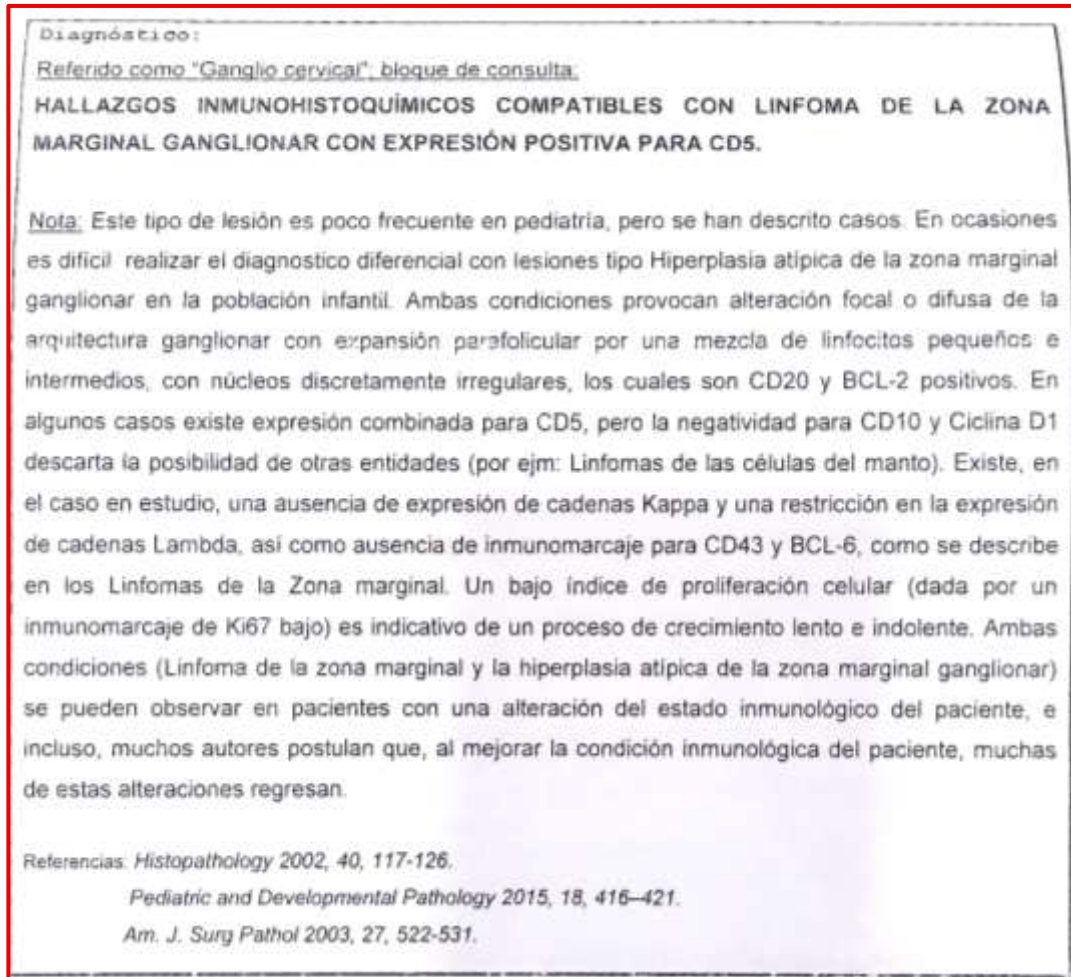 Diagnóstico:
Referido como "Ganglio cervical"; bloque de consulta:
HALLAZGOS INMUNOHISTOQUÍMICOS COMPATIBLES CON LINFOMA DE LA ZONA
MARGINAL GANGLIONAR CON EXPRESIÓN POSITIVA PARA CD5.
Nota: Este tipo de lesión es poco frecuente en pediatría, pero se han descrito casos. En ocasiones
es difícil realizar el diagnostico diferencial con lesiones tipo Hiperplasia atípica de la zona marginal
ganglionar en la población infantil. Ambas condiciones provocan alteración focal o difusa de la
arquitectura ganglionar con expansión parafolicular por una mezcla de linfocitos pequeños e
intermedios, con núcleos discretamente irregulares, los cuales son CD20 y BCL-2 positivos. En
algunos casos existe expresión combinada para CD5, pero la negatividad para CD10 y Ciclina D1
descarta la posibilidad de otras entidades (por ejm: Linfomas de las células del manto). Existe, en
el caso en estudio, una ausencia de expresión de cadenas Kappa y una restricción en la expresión
de cadenas Lambda, así como ausencia de inmunomarcaje para CD43 y BCL-6, como se describe
en los Linfomas de la Zona marginal. Un bajo índice de proliferación celular (dada por un
inmunomarcaje de Ki67 bajo) es indicativo de un proceso de crecimiento lento e indolente. Ambas
condiciones (Linfoma de la zona marginal y la hiperplasia atípica de la zona marginal ganglionar)
se pueden observar en pacientes con una alteración del estado inmunológico del paciente, e
incluso, muchos autores postulan que, al mejorar la condición inmunológica del paciente, muchas
de estas alteraciones regresan.
Referencias: Histopathology 2002, 40, 117-126.
Pediatric and Developmental Pathology 2015, 18, 416–421.
Am. J. Surg Pathol 2003, 27, 522-531.